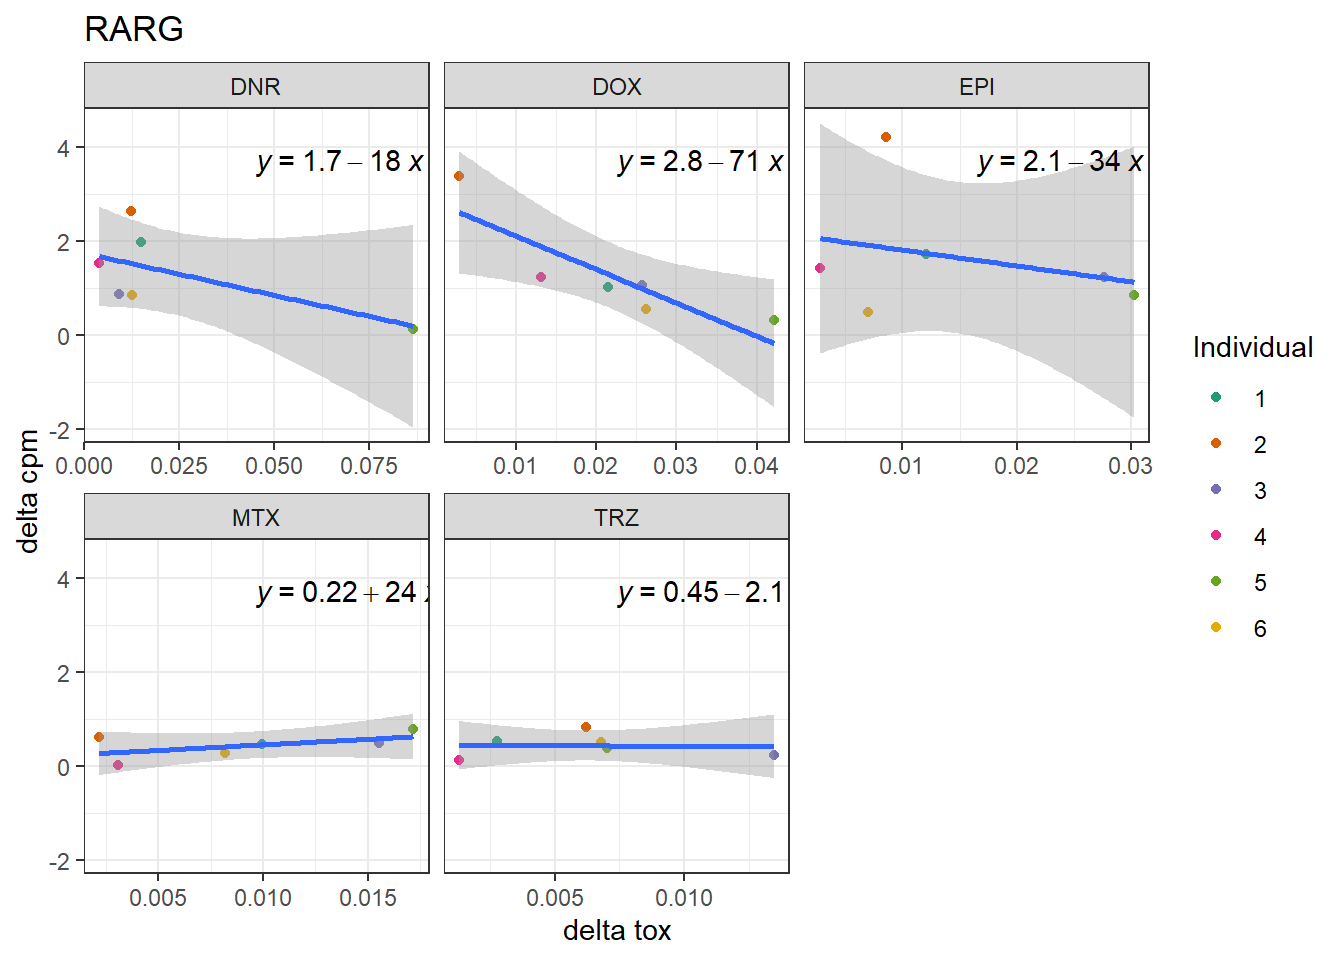 RARG
DNR
DOX
EPI
y = 1.7 − 18 x
y = 2.8 − 71 x
y = 2.1 − 34 x
4
2
0
-2
0.000 0.025 0.050 0.075
0.01 0.02 0.03 0.04
0.01 0.02 0.03
delta cpm
MTX
TRZ
y = 0.22 + 24
y = 0.45 − 2.1
4
2
0
-2
0.005 0.010 0.015
0.005 0.010
delta tox
Individual
1
2
3
4
5
6